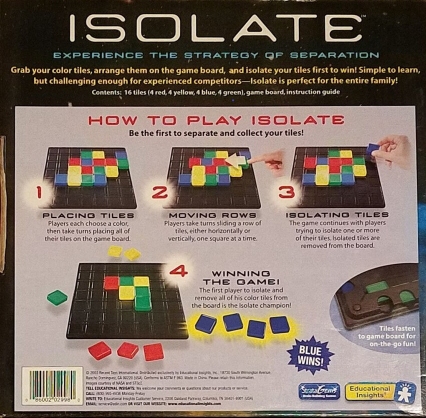 ISOLATE™
EXPERIENCE THE STRATEGY OF SEPARATION
Grab your color tiles, arrange them on the game board, and isolate your tiles first to win! Simple to learn,
but challenging enough for experienced competitors—Isolate is perfect for the entire family!
Contents: 16 tiles (4 red, 4 yellow, 4 blue, 4 green), game board, instruction guide
HOW TO PLAY ISOLATE
Be the first to separate and collect your tiles!
1
PLACING TILES
Players each choose a color,
then take turns placing all of
their tiles on the game board.
2
MOVING ROWS
Players take turns sliding a row of
tiles, either horizontally or
vertically, one square at a time.
3
ISOLATING TILES
The game continues with players
trying to isolate one or more
of their tiles. Isolated tiles are
removed from the board.
4
WINNING
THE GAME!
The first player to isolate and
remove all of his color tiles from
the board is the Isolate champion!
BLUE
WINS!
Tiles fasten
to game board for
on-the-go fun!
Educational
Insights®